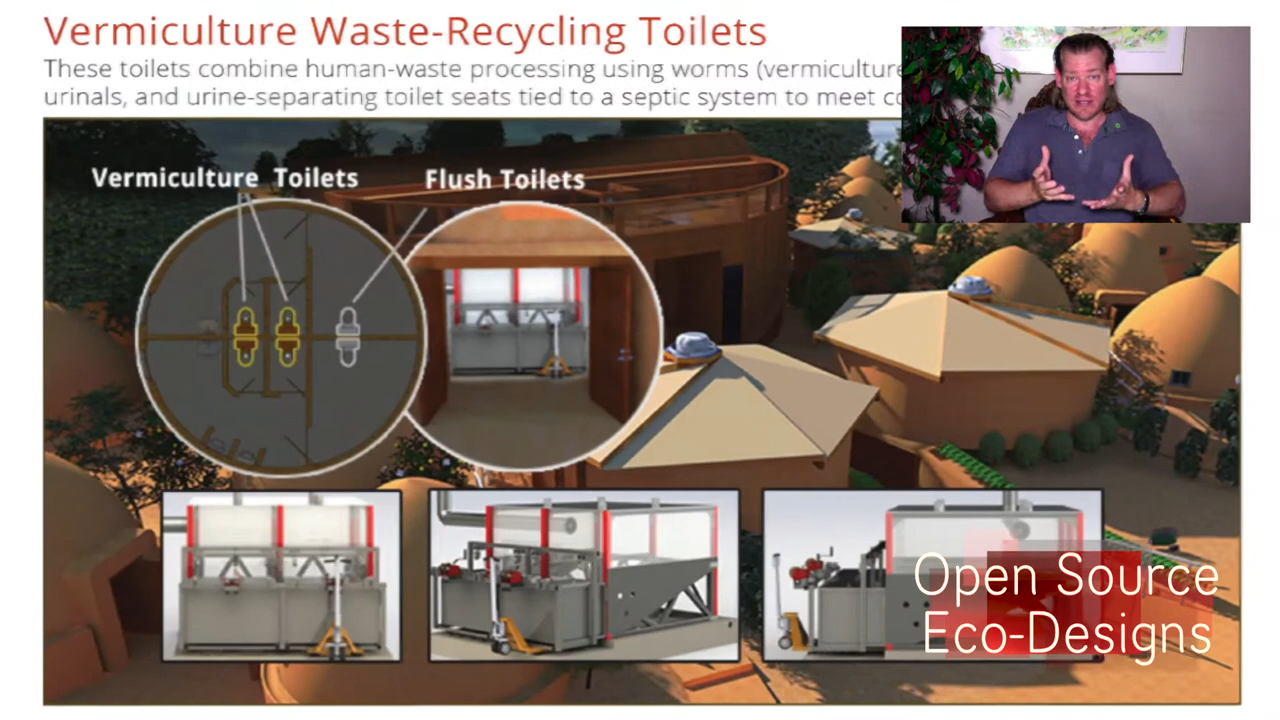 Vermiculture Waste-Recycling Toilets
These toilets combine human-waste processing using worms (vermiculture
urinals, and urine-separating toilet seats tied to a septic system to meet
Vermiculture Toilets
Flush Toilets
Open Source
Eco-Designs